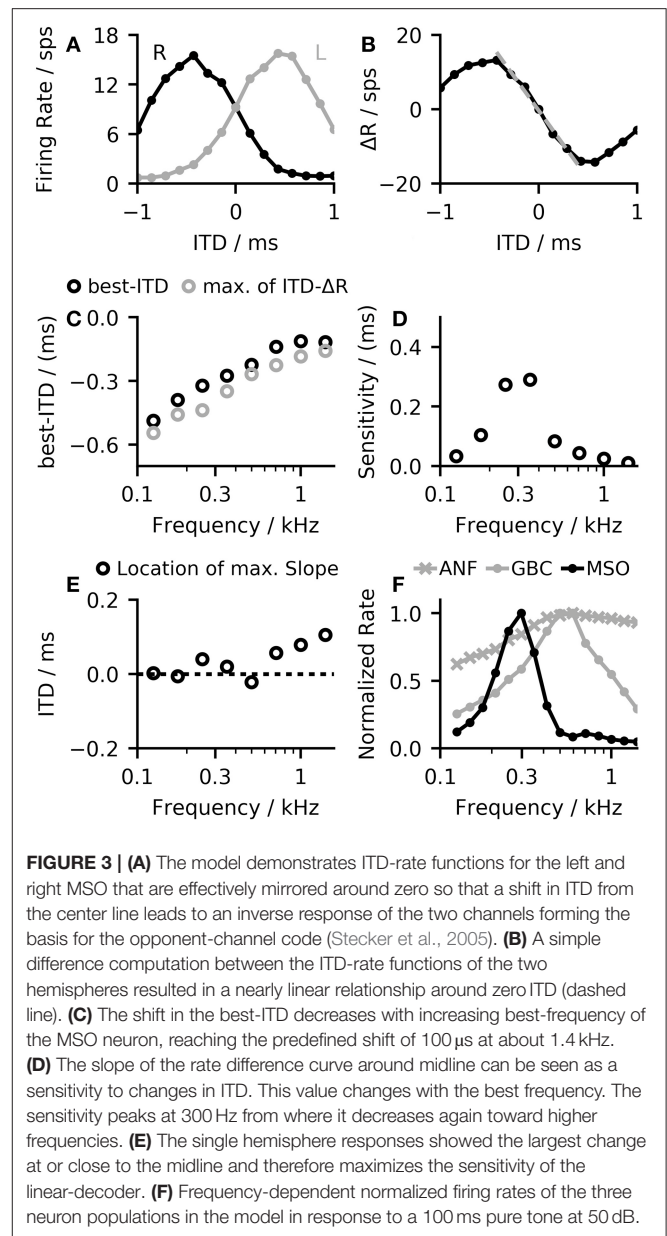 A
18
12
6
0
Firing Rate / sps
R
L
−1
0
1
ITD / ms
B
20
0
−20
ΔR / sps
−1
0
1
ITD / ms
best-ITD
max. of ITD-ΔR
C
0.0
−0.3
−0.6
best-ITD / (ms)
0.1
0.3
1
Frequency / kHz
D
0.4
0.2
0.0
Sensitivity / (ms)
0.1
0.3
1
Frequency / kHz
E
Location of max. Slope
0.2
0.0
−0.2
ITD / ms
0.1
0.3
1
Frequency / kHz
ANF
GBC
MSO
F
1.0
0.5
0.0
Normalized Rate
0.1
0.3
1
Frequency / kHz
FIGURE 3 | (A) The model demonstrates ITD-rate functions for the left and
right MSO that are effectively mirrored around zero so that a shift in ITD from
the center line leads to an inverse response of the two channels forming the
basis for the opponent-channel code (Stecker et al., 2005). (B) A simple
difference computation between the ITD-rate functions of the two
hemispheres resulted in a nearly linear relationship around zero ITD (dashed
line). (C) The shift in the best-ITD decreases with increasing best-frequency of
the MSO neuron, reaching the predefined shift of 100 μs at about 1.4 kHz.
(D) The slope of the rate difference curve around midline can be seen as a
sensitivity to changes in ITD. This value changes with the best frequency. The
sensitivity peaks at 300 Hz from where it decreases again toward higher
frequencies. (E) The single hemisphere responses showed the largest change
at or close to the midline and therefore maximizes the sensitivity of the
linear-decoder. (F) Frequency-dependent normalized firing rates of the three
neuron populations in the model in response to a 100 ms pure tone at 50 dB.